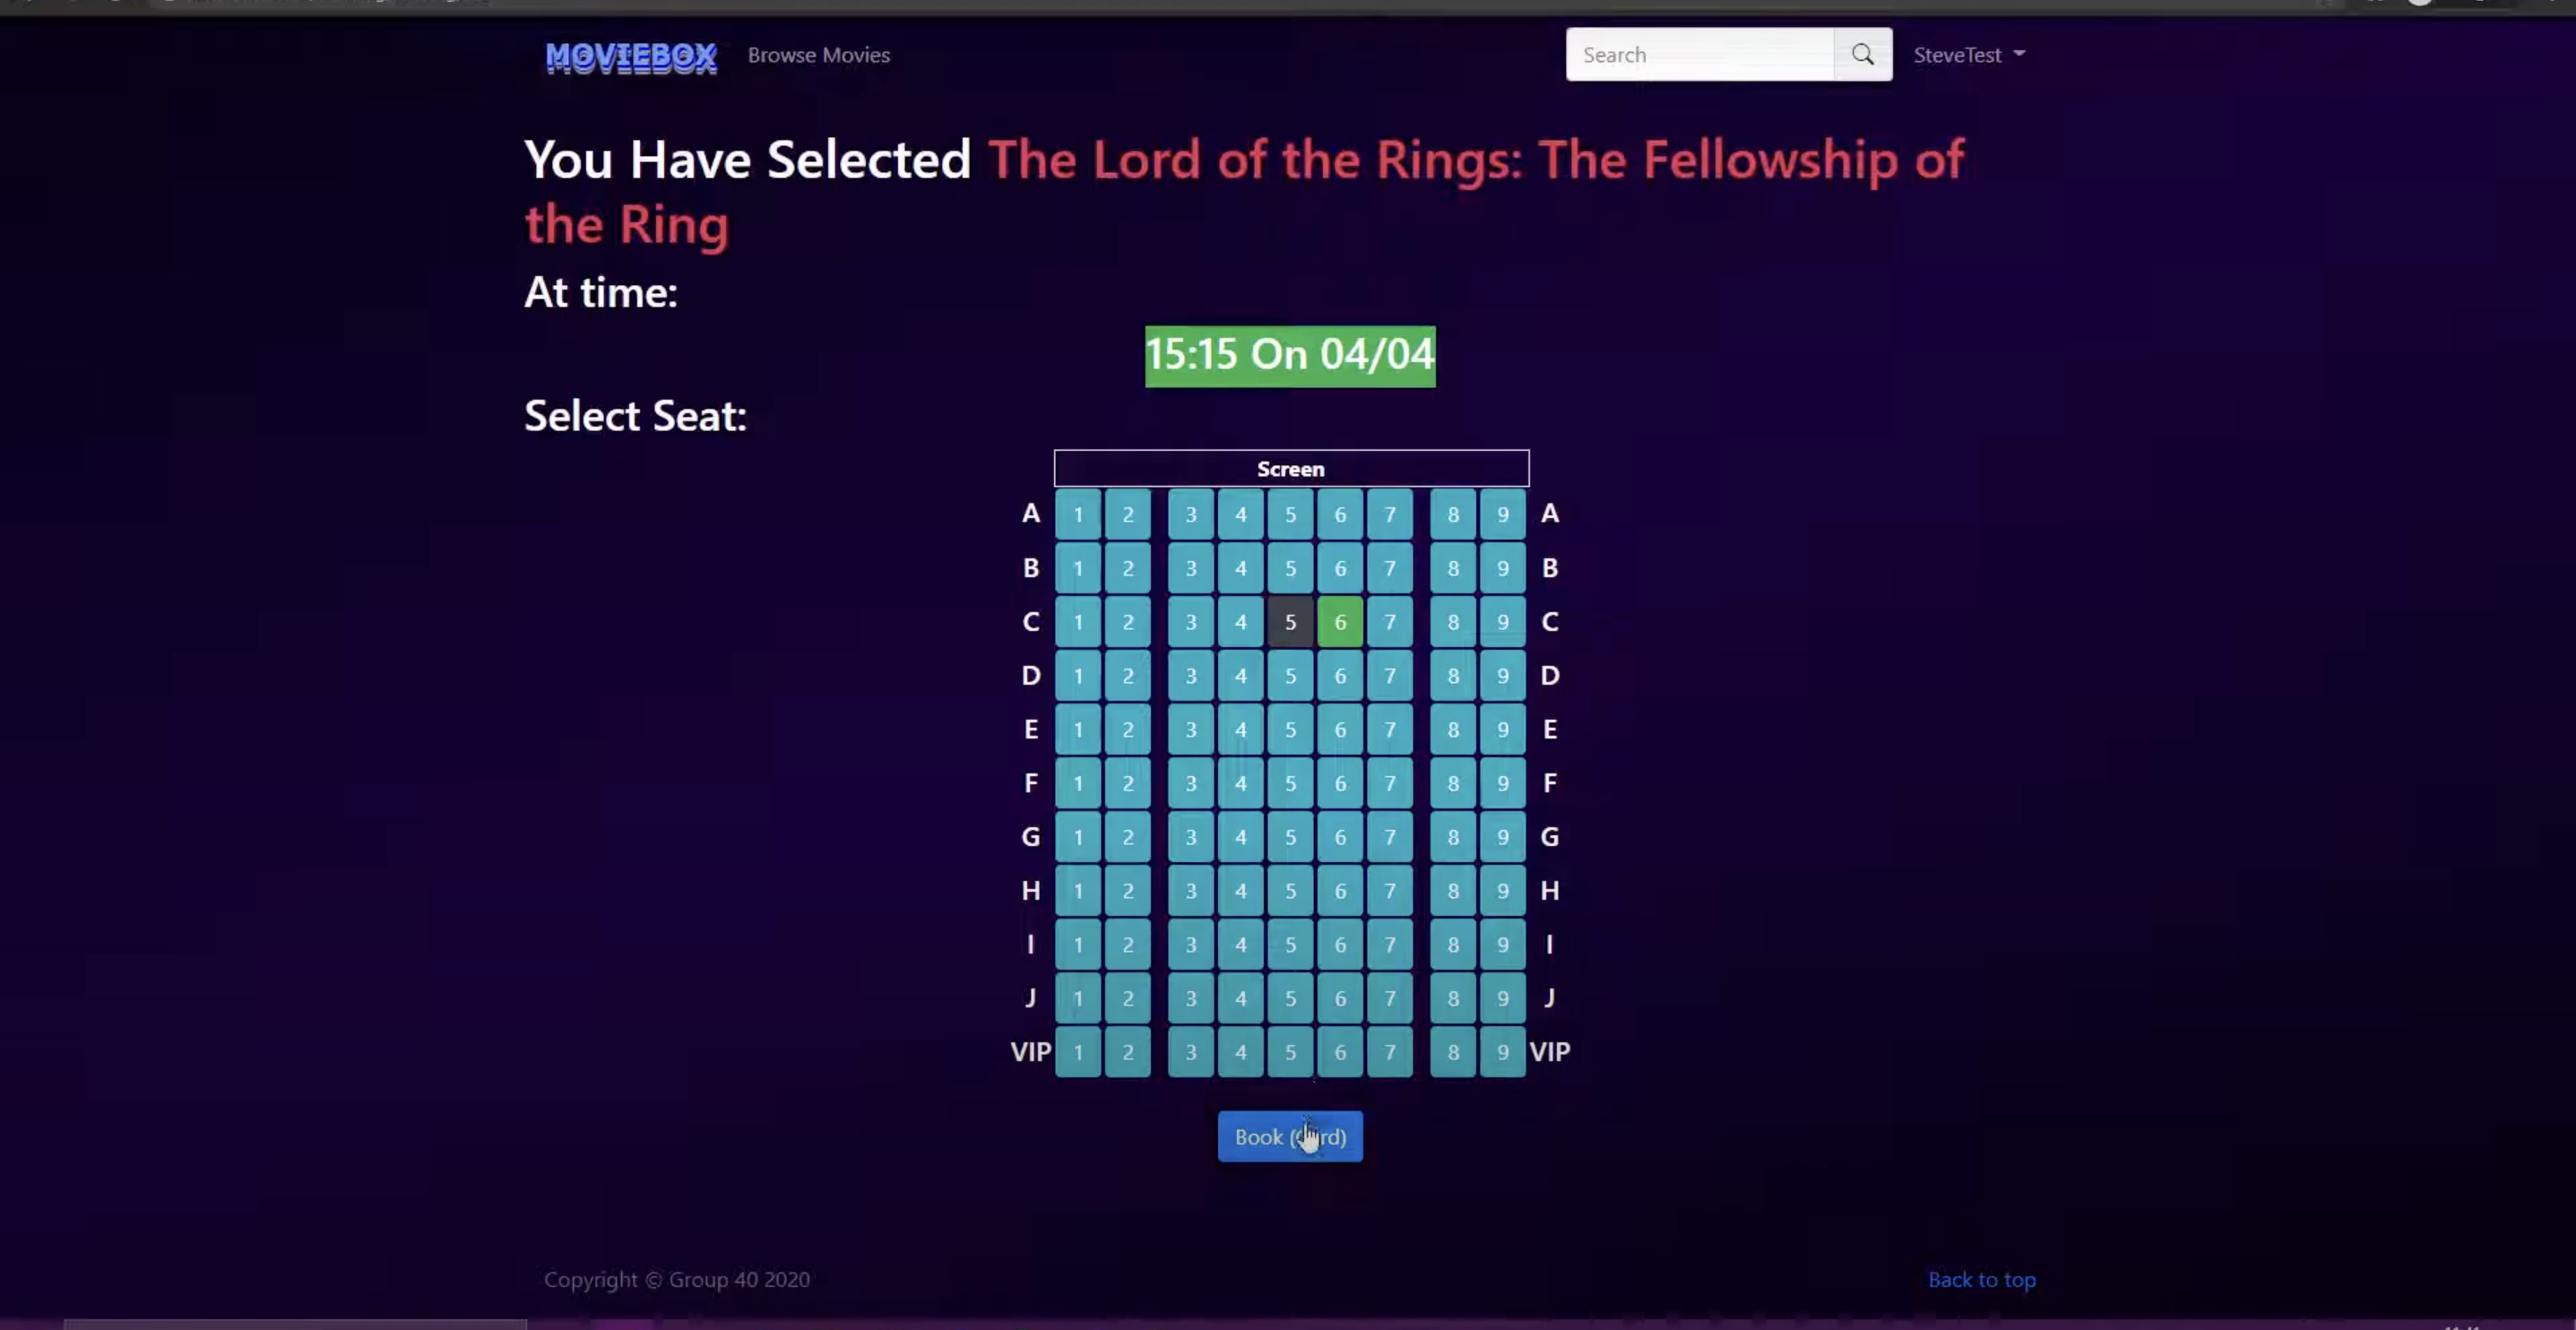 MOVIEBOX Browse Movies Search SteveTest
You Have Selected The Lord of the Rings: The Fellowship of
the Ring
At time:
15:15 On 04/04
Select Seat:
Screen
A 1 2 3 4 5 6 7 8 9 A
B 1 2 3 4 5 6 7 8 9 B
C 1 2 3 4 5 6 7 8 9 C
D 1 2 3 4 5 6 7 8 9 D
E 1 2 3 4 5 6 7 8 9 E
F 1 2 3 4 5 6 7 8 9 F
G 1 2 3 4 5 6 7 8 9 G
H 1 2 3 4 5 6 7 8 9 H
I 1 2 3 4 5 6 7 8 9 I
J 1 2 3 4 5 6 7 8 9 J
VIP 1 2 3 4 5 6 7 8 9 VIP
Book
Copyright © Group 40 2020 Back to top